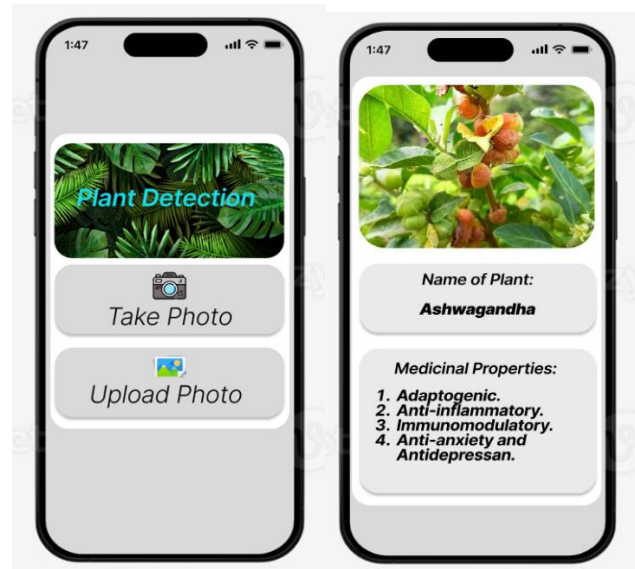 1:47
Plant Detection
Take Photo
Upload Photo
1:47
Name of Plant:
Ashwagandha
Medicinal Properties:
1. Adaptogenic.
2. Anti-inflammatory.
3. Immunomodulatory.
4. Anti-anxiety and
Antidepressan.